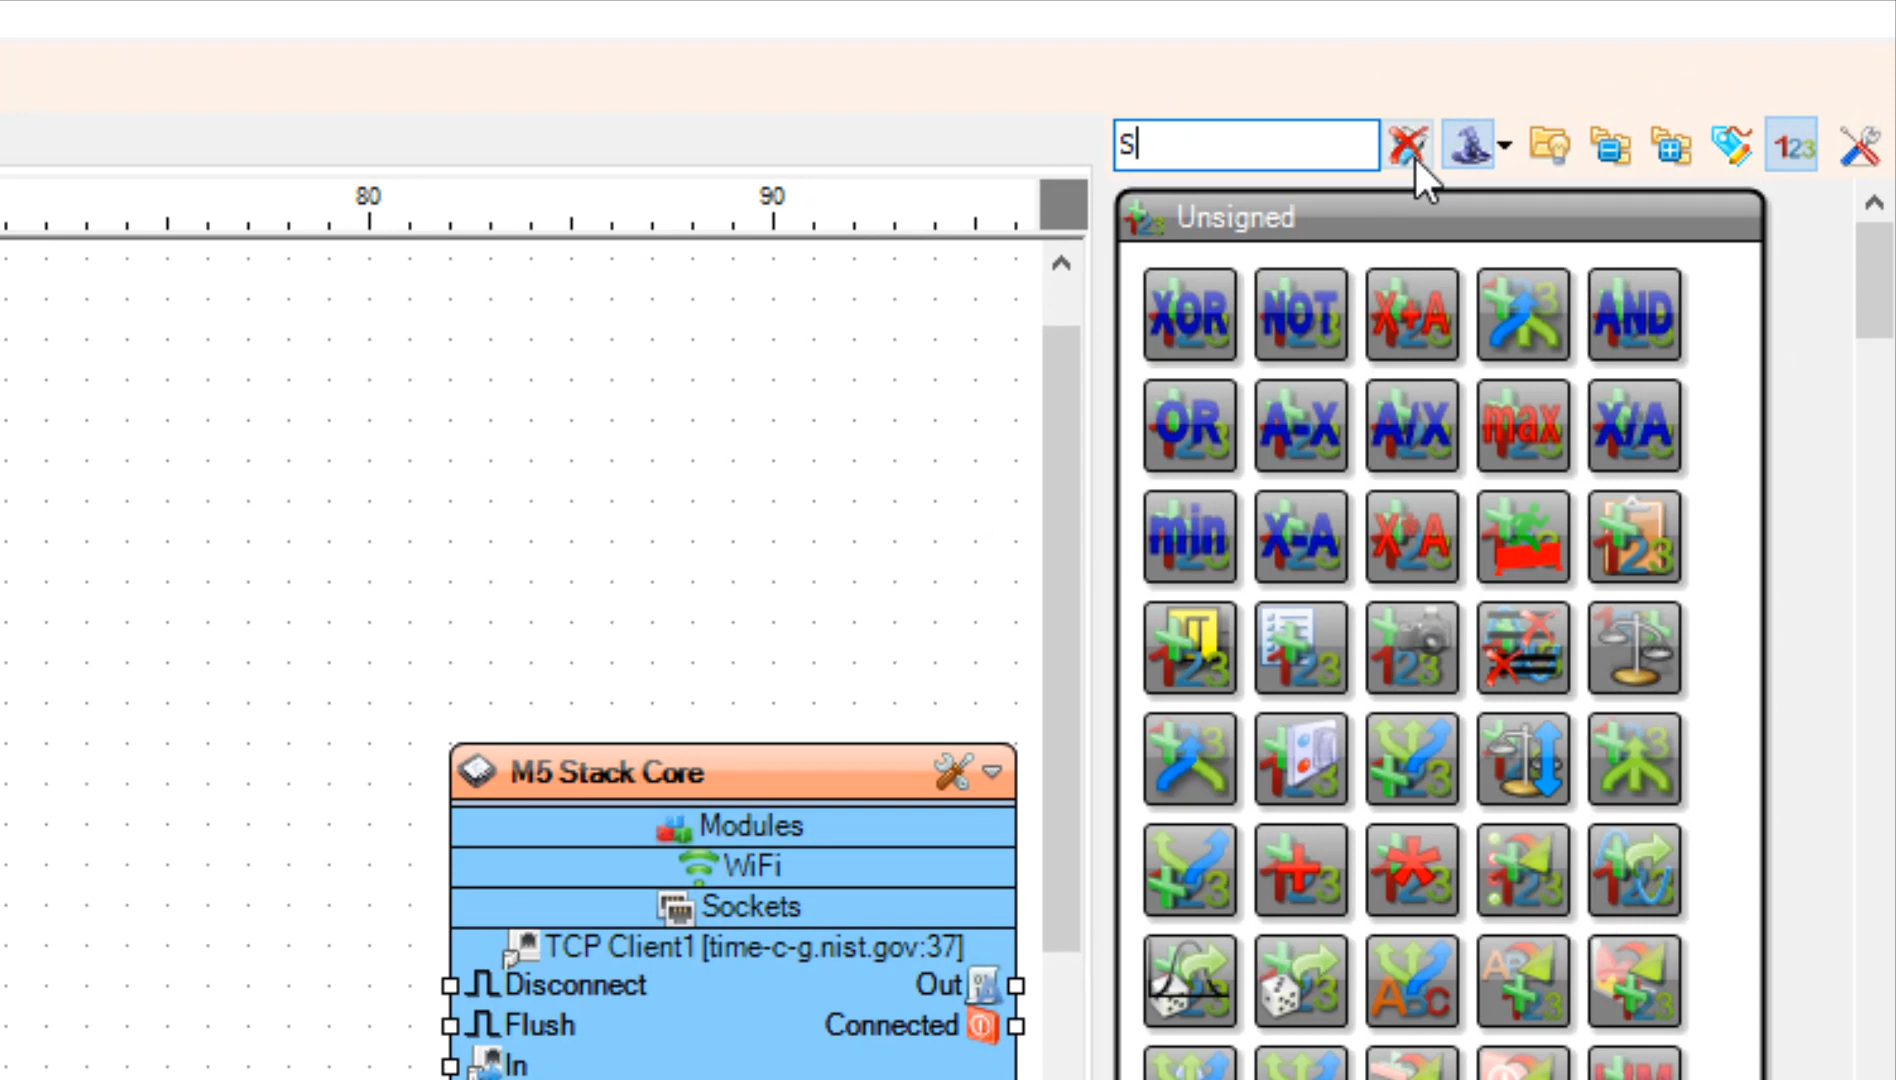 S
123
80 90
Unsigned
XOR NOT X+A AND
OR A-X A/X max X/A
min X-A X*A
M5 Stack Core
Modules
WiFi
Sockets
TCP Client1 [time-c-g.nist.gov:37]
Disconnect Out
Flush Connected
In